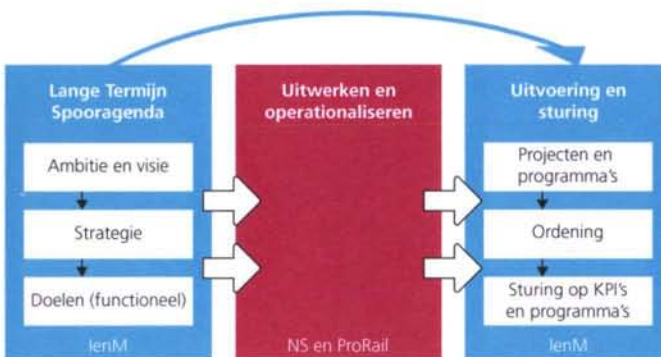 Lange Termijn
Spooragenda
Ambitie en visie
Strategie
Doelen (functioneel)
IenM
Uitwerken en
operationaliseren
NS en ProRail
Uitvoering en
sturing
Projecten en
programma's
Ordening
Sturing op KPI's
en programma's
IenM